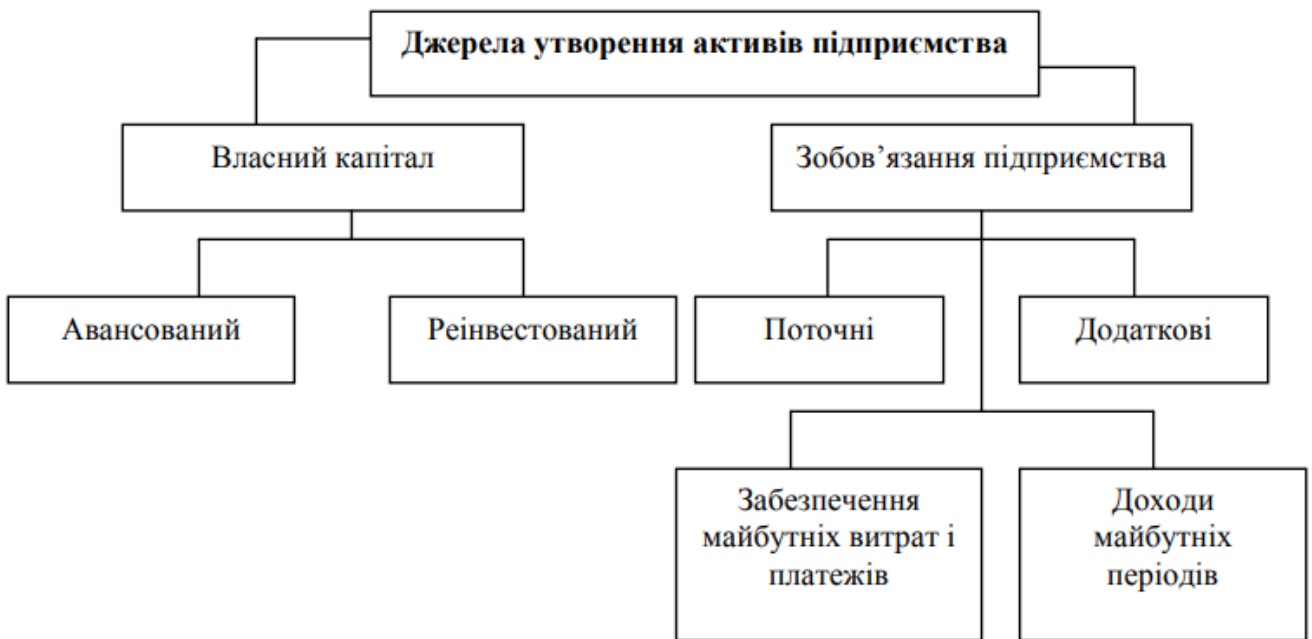 Джерела утворення активів підприємства
Власний капітал
Зобов’язання підприємства
Авансований
Реінвестований
Поточні
Додаткові
Забезпечення
майбутніх витрат і
платежів
Доходи
майбутніх
періодів